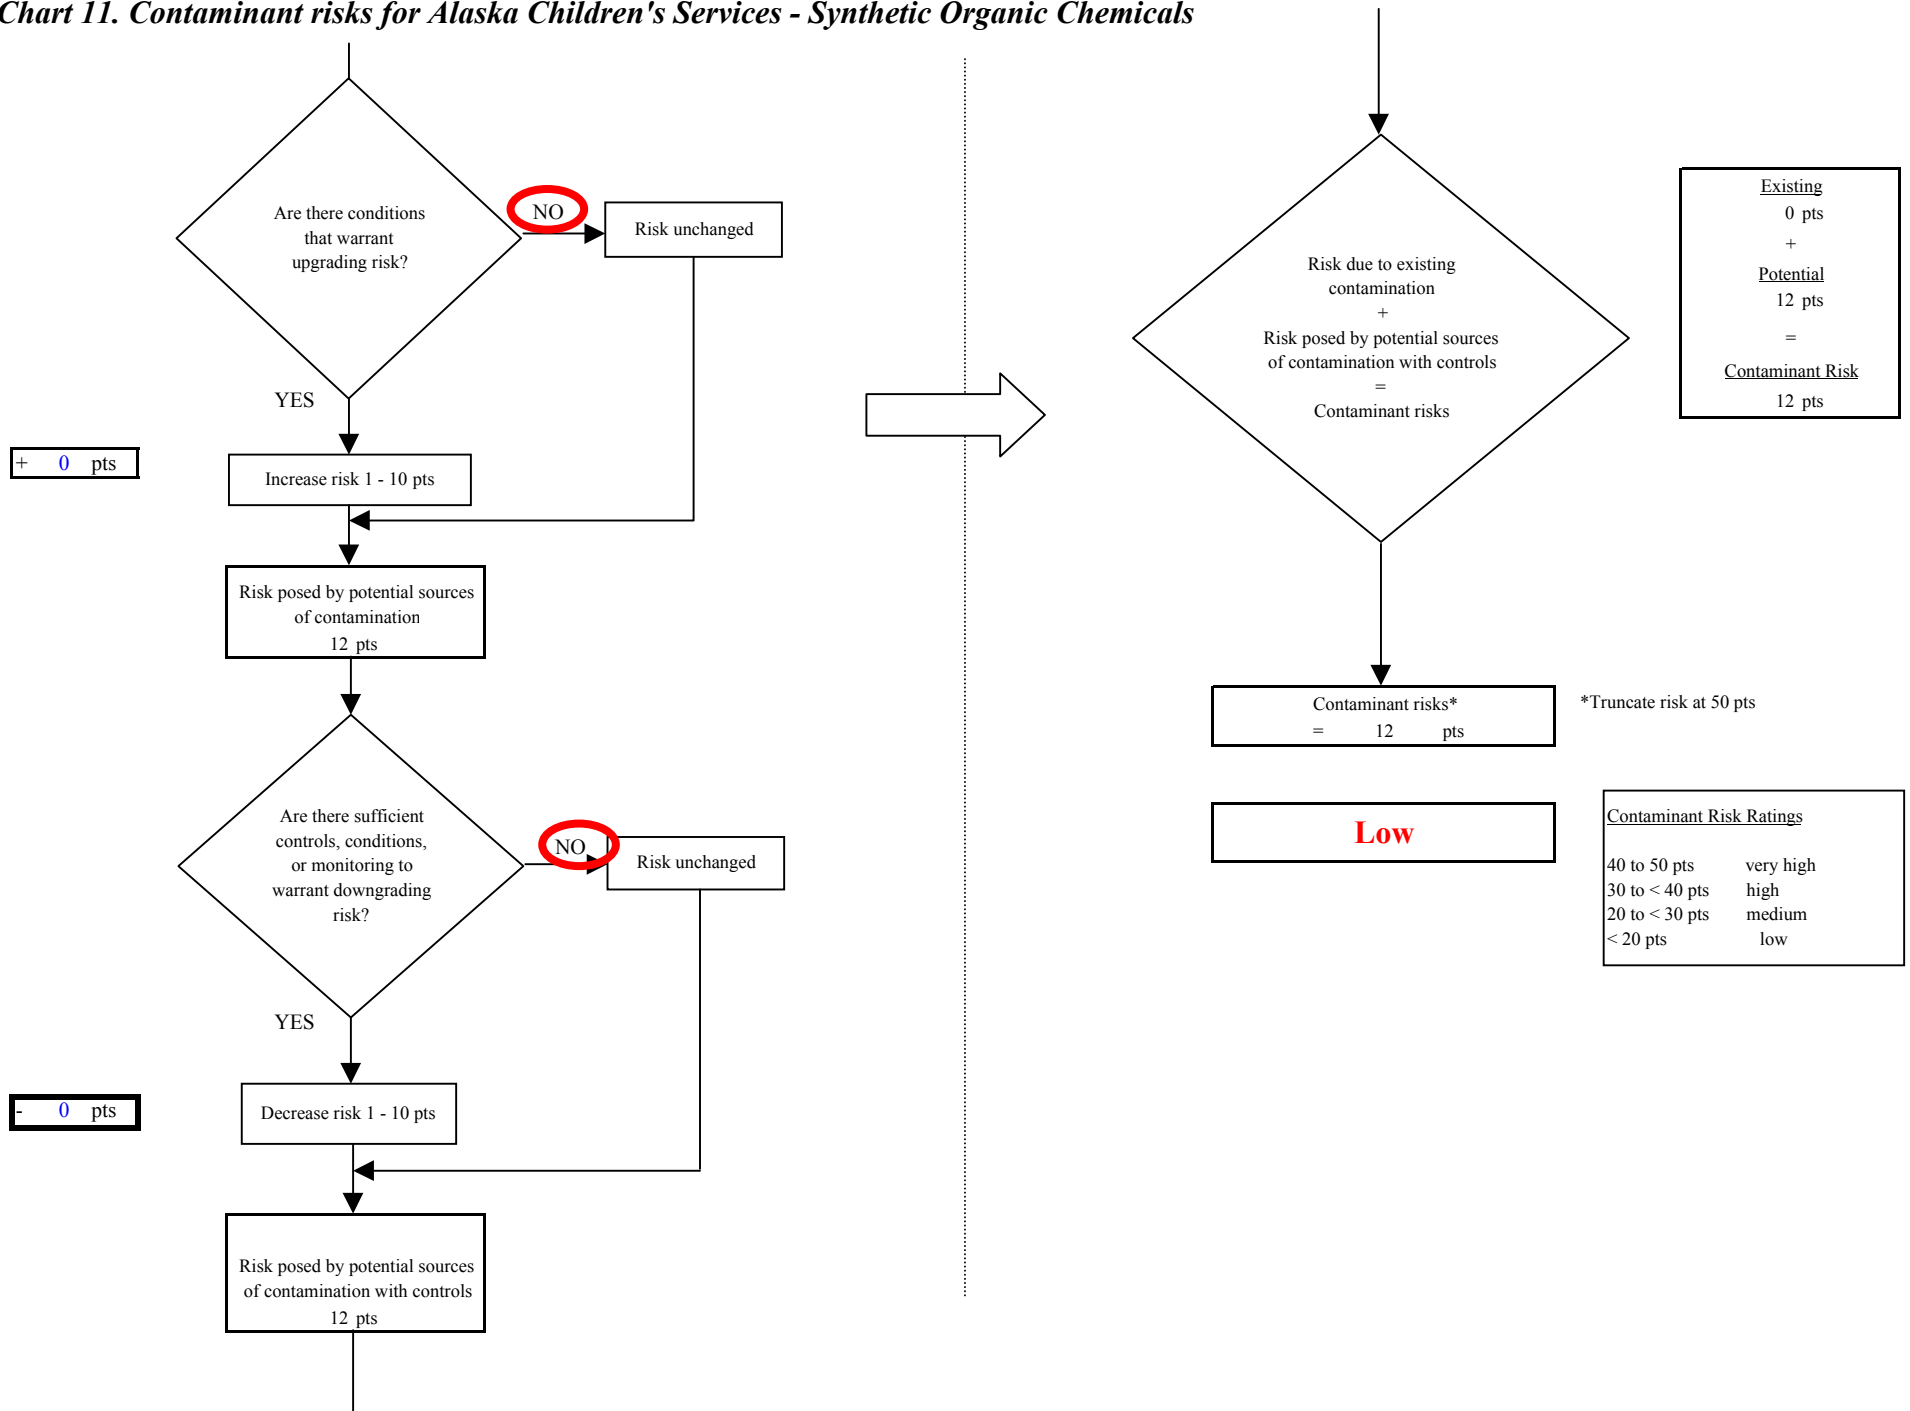 Chart 11. Contaminant risks for Alaska Children's Services - Synthetic Organic Chemicals
Are there conditions
that warrant
upgrading risk?
NO
Risk unchanged
YES
+ 0 pts
Increase risk 1 - 10 pts
Risk posed by potential sources
of contamination
12 pts
Are there sufficient
controls, conditions,
or monitoring to
warrant downgrading
risk?
NO
Risk unchanged
YES
- 0 pts
Decrease risk 1 - 10 pts
Risk posed by potential sources
of contamination with controls
12 pts
Risk due to existing
contamination
+
Risk posed by potential sources
of contamination with controls
=
Contaminant risks
Existing
0 pts
+
Potential
12 pts
=
Contaminant Risk
12 pts
Contaminant risks*
= 12 pts
*Truncate risk at 50 pts
Low
Contaminant Risk Ratings
40 to 50 pts very high
30 to < 40 pts high
20 to < 30 pts medium
< 20 pts low